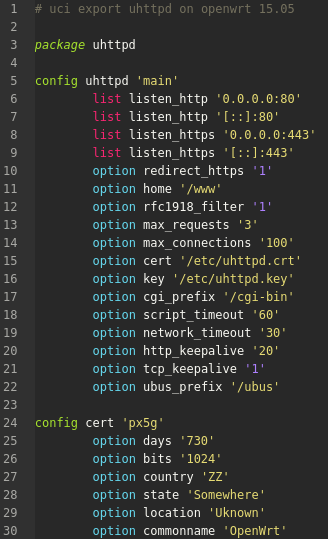 1 # uci export uhttpd on openwrt 15.05
2
3 package uhttpd
4
5 config uhttpd 'main'
6 list listen_http '0.0.0.0:80'
7 list listen_http '[::]:80'
8 list listen_https '0.0.0.0:443'
9 list listen_https '[::]:443'
10 option redirect_https '1'
11 option home '/www'
12 option rfc1918_filter '1'
13 option max_requests '3'
14 option max_connections '100'
15 option cert '/etc/uhttpd.crt'
16 option key '/etc/uhttpd.key'
17 option cgi_prefix '/cgi-bin'
18 option script_timeout '60'
19 option network_timeout '30'
20 option http_keepalive '20'
21 option tcp_keepalive '1'
22 option ubus_prefix '/ubus'
23
24 config cert 'px5g'
25 option days '730'
26 option bits '1024'
27 option country 'ZZ'
28 option state 'Somewhere'
29 option location 'Uknown'
30 option commonname 'OpenWrt'